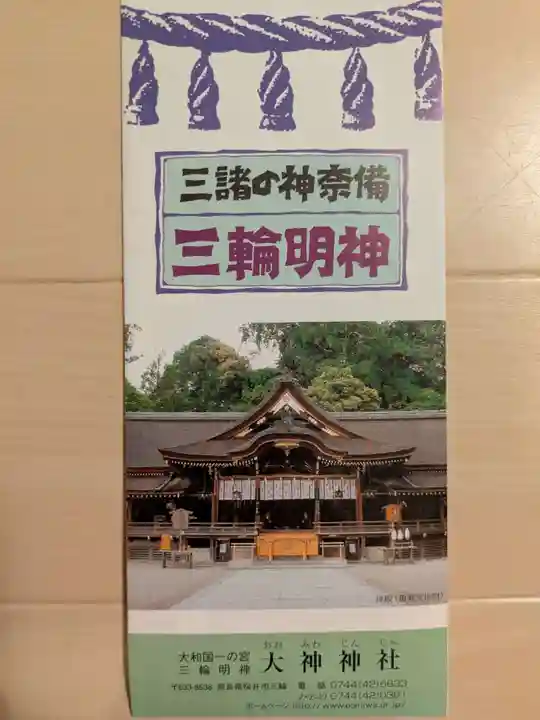 三諸の神奈備
三輪明神
拝殿(重要文化財)
大和国一の宮
三輪明神
おお みわ じん じゃ
大神神社
〒633-8538 奈良県桜井市三輪 電話 0744(42)6633
0744(42)0381
ホームページ http://www.oomiwa.or.jp/